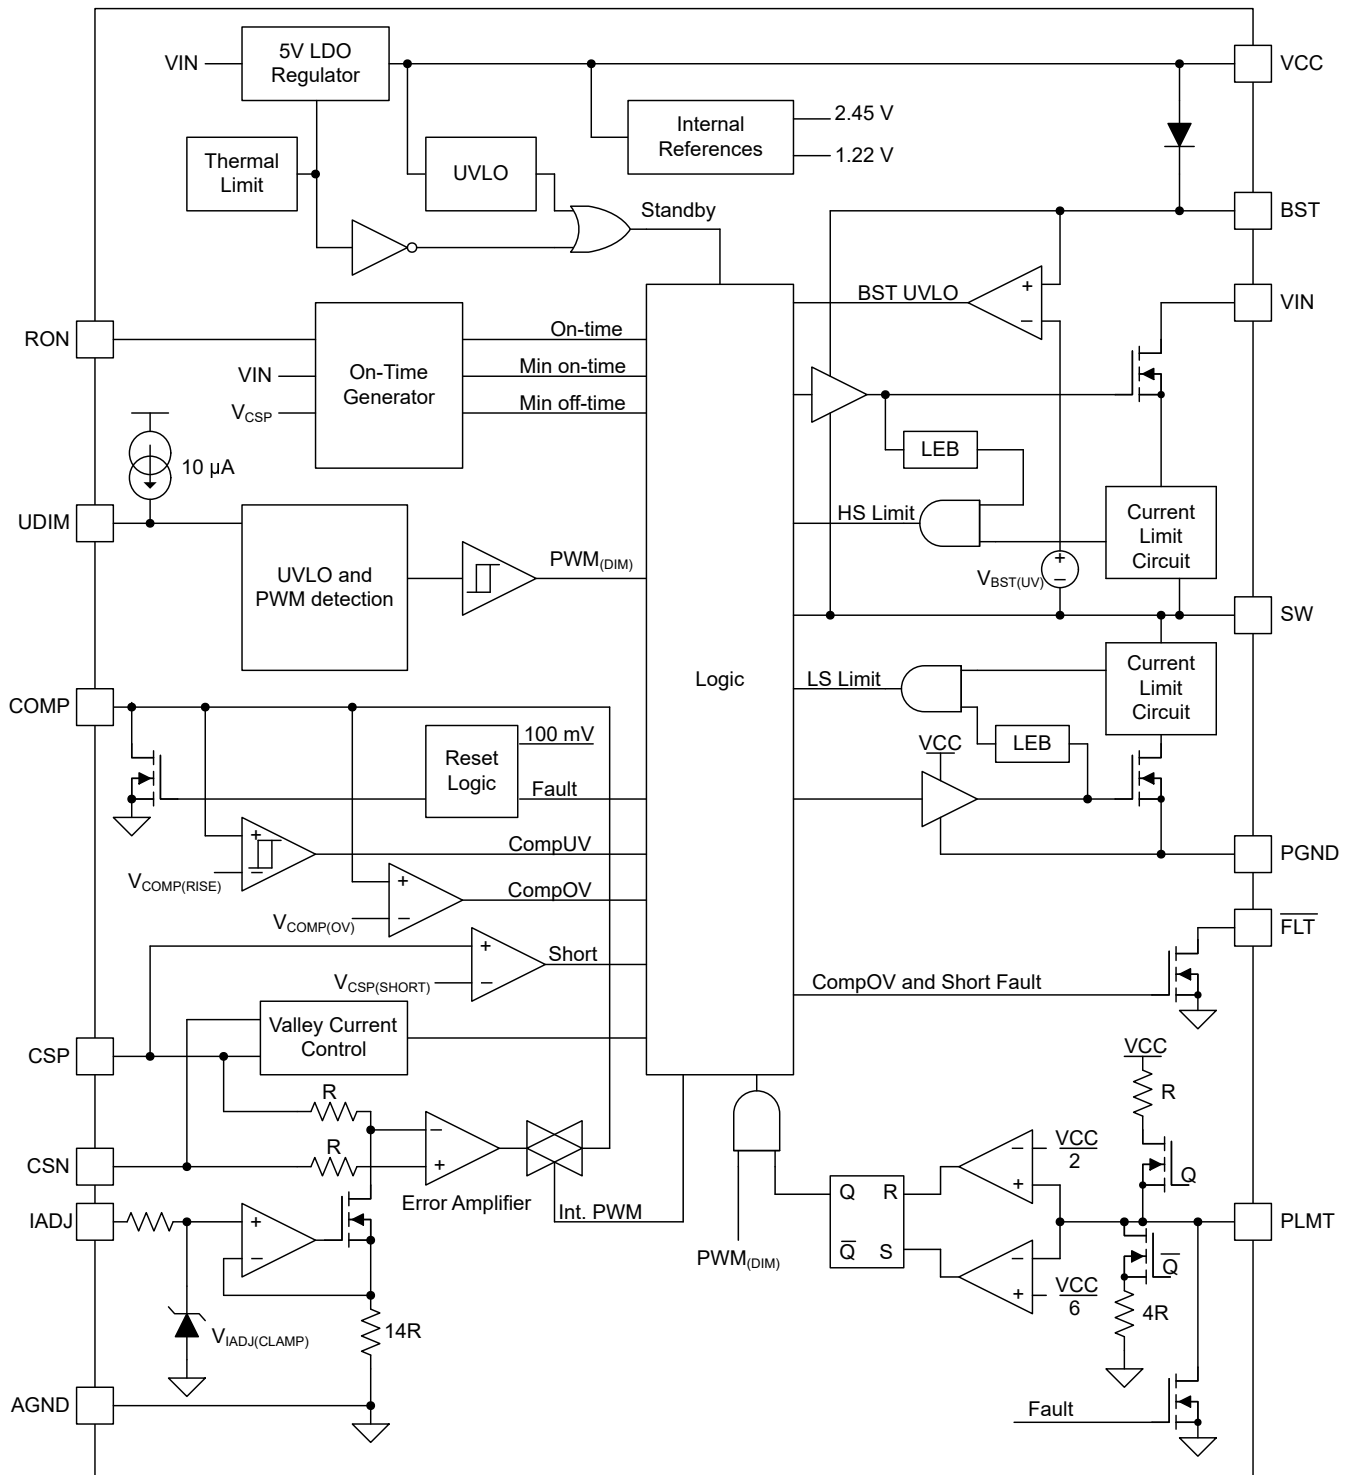 5V LDO
Regulator
VIN
VCC
Internal
References
2.45 V
1.22 V
Thermal
Limit
UVLO
Standby
BST
BST UVLO
+
−
VIN
RON
On-Time
Generator
On-time
Min on-time
Min off-time
VIN
VCSP
LEB
10 µA
HS Limit
Current
Limit
Circuit
UDIM
UVLO and
PWM detection
PWM(DIM)
VBST(UV)
+
−
SW
Logic
LS Limit
Current
Limit
Circuit
COMP
Reset
Logic
100 mV
Fault
VCC
LEB
+
−
CompUV
VCOMP(RISE)
PGND
+
−
CompOV
VCOMP(OV)
FLT
+
−
Short
VCSP(SHORT)
CompOV and Short Fault
Valley Current
Control
CSP
VCC
R
R
−
+
Error Amplifier
CSN
R
Int. PWM
−
+
VCC
2
Q
Q R
Q S
IADJ
+
−
PLMT
PWM(DIM)
−
+
VCC
6
Q
4R
VIADJ(CLAMP)
14R
AGND
Fault